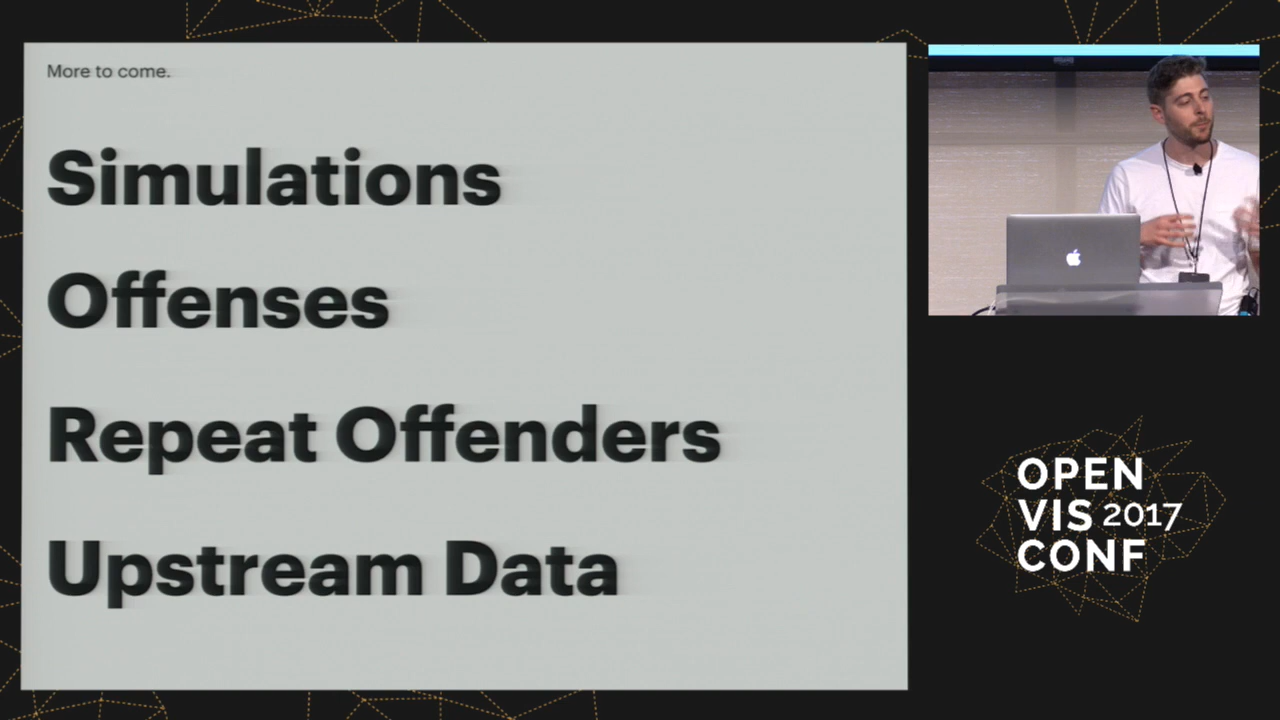 More to come.
Simulations
Offenses
Repeat Offenders
Upstream Data
OPEN
VIS 2017
CONF